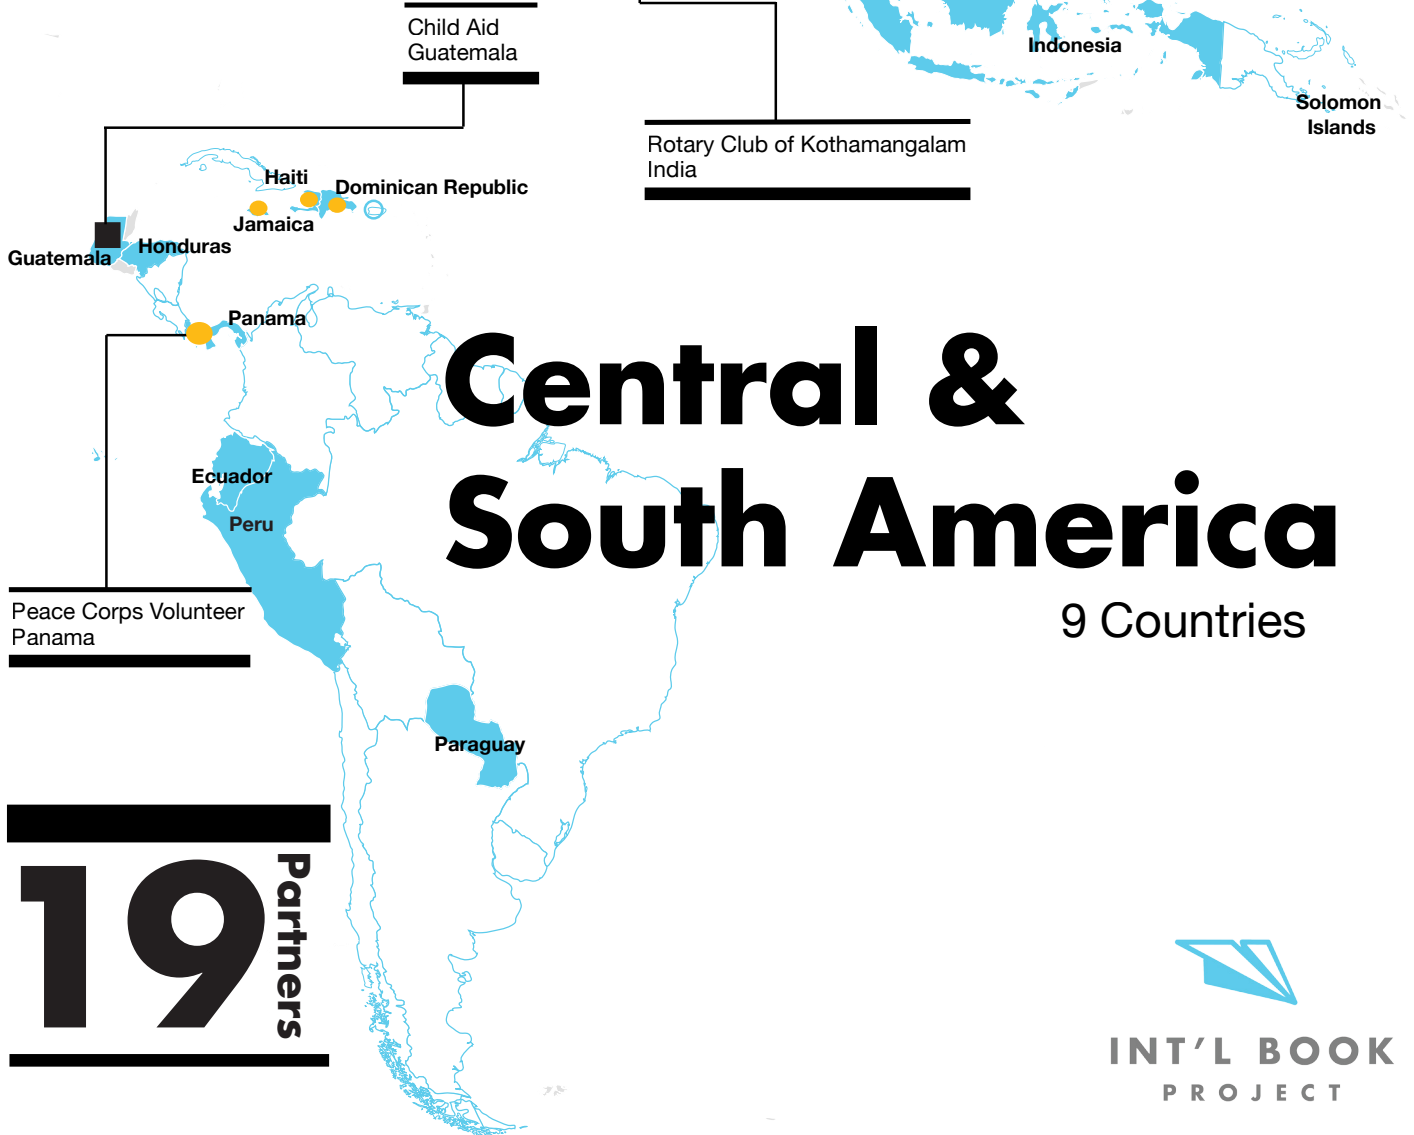 Child Aid
Guatemala
Indonesia
Solomon
Islands
Rotary Club of Kothamangalam
India
Haiti
Dominican Republic
Jamaica
Guatemala
Honduras
Panama
Central &
South America
9 Countries
Ecuador
Peru
Peace Corps Volunteer
Panama
Paraguay
19
Partners
INT'L BOOK
PROJECT